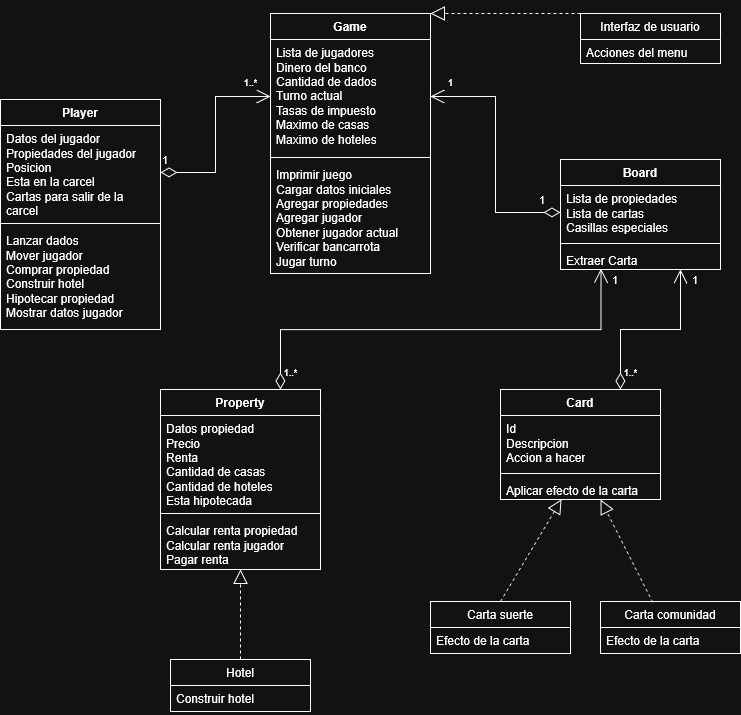 Game
Lista de jugadores
Dinero del banco
Cantidad de dados
Turno actual
Tasas de impuesto
Maximo de casas
Maximo de hoteles
Imprimir juego
Cargar datos iniciales
Agregar propiedades
Agregar jugador
Obtener jugador actual
Verificar bancarrota
Jugar turno
Interfaz de usuario
Acciones del menu
1..*
1
Player
Datos del jugador
Propiedades del jugador
Posicion
Esta en la carcel
Cartas para salir de la
carcel
Lanzar dados
Mover jugador
Comprar propiedad
Construir hotel
Hipotecar propiedad
Mostrar datos jugador
1
1
Board
Lista de propiedades
Lista de cartas
Casillas especiales
Extraer Carta
1
1
1..*
1..*
Property
Datos propiedad
Precio
Renta
Cantidad de casas
Cantidad de hoteles
Esta hipotecada
Calcular renta propiedad
Calcular renta jugador
Pagar renta
Card
Id
Descripcion
Accion a hacer
Aplicar efecto de la carta
Carta suerte
Efecto de la carta
Carta comunidad
Efecto de la carta
Hotel
Construir hotel